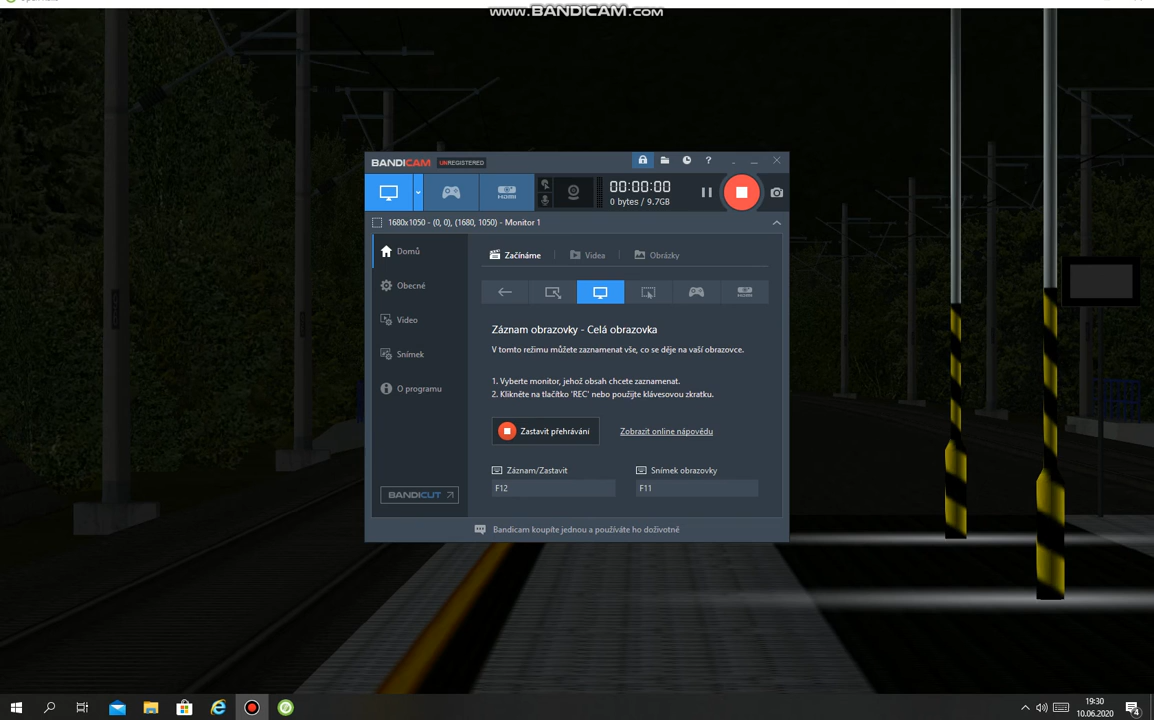 www.BANDICAM.com
BANDICAM UNREGISTERED
?
HDMI
00:00:00
0 bytes / 9.7GB
1680x1050 - (0, 0), (1680, 1050) - Monitor 1
Domů
Obecné
Video
Snímek
O programu
BANDICUT
Začínáme
Videa
Obrázky
HDMI
Záznam obrazovky - Celá obrazovka
V tomto režimu můžete zaznamenat vše, co se děje na vaší obrazovce.
1. Vyberte monitor, jehož obsah chcete zaznamenat.
2. Klikněte na tlačítko 'REC' nebo použijte klávesovou zkratku.
Zastavit přehrávání
Zobrazit online nápovědu
Záznam/Zastavit
Snímek obrazovky
F12
F11
Bandicam koupíte jednou a používáte ho doživotně
19:30
10.06.2020
4